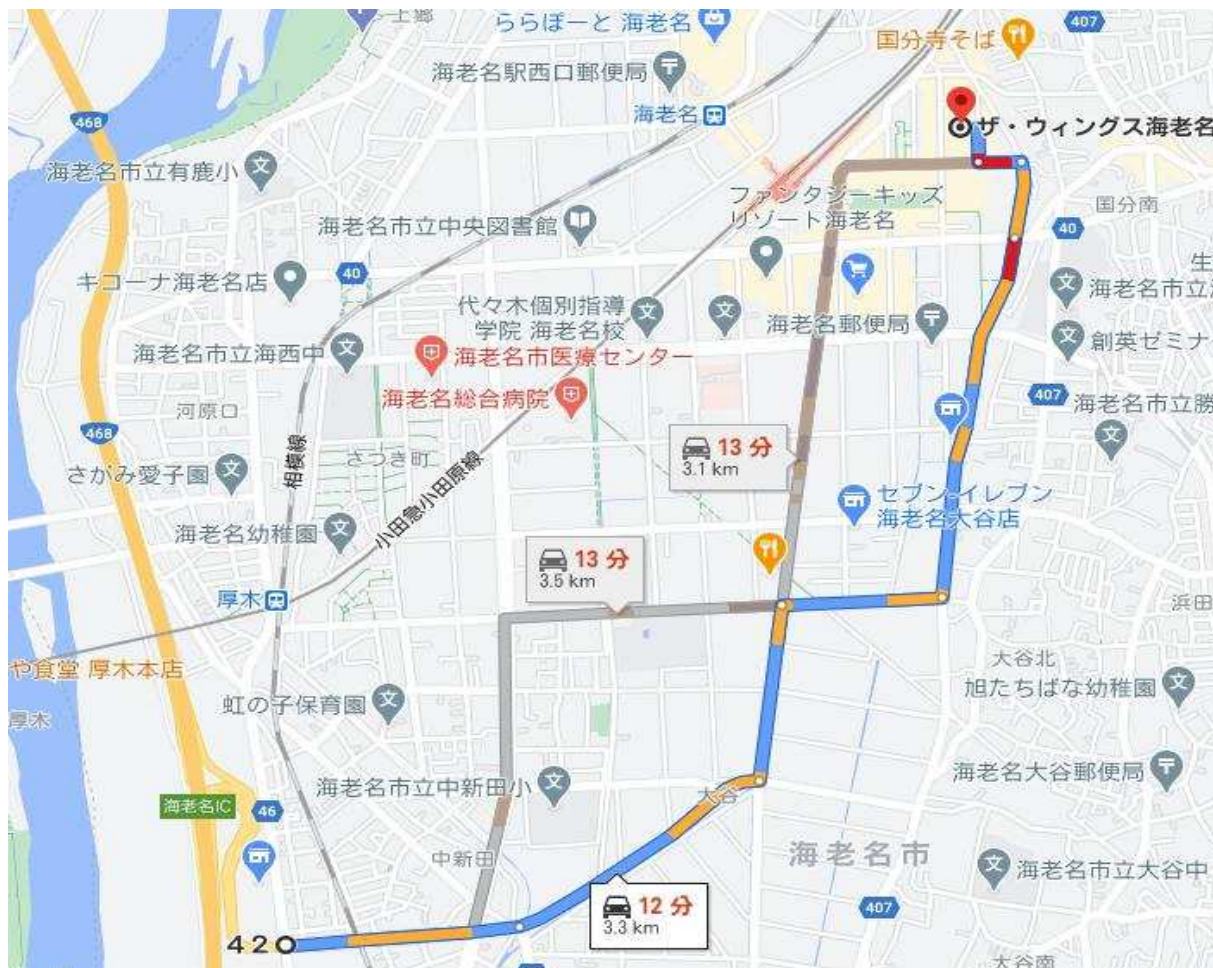 上郷
407
ららぽーと 海老名
国分寺そば
海老名駅西口郵便局
海老名
468
ザ・ウィングス海老名
海老名市立有鹿小
ファンタジーキッズ
リゾート海老名
国分南
海老名市立中央図書館
40
キコーナ海老名店
40
生
海老名市立
代々木個別指導
学院 海老名校
海老名郵便局
海老名市立海西中
海老名市医療センター
創英ゼミナ
海老名総合病院
407
海老名市立勝
河原口
468
相模線
さつき町
小田急小田原線
13 分
3.1 km
さがみ愛子園
セブン-イレブン
海老名大谷店
海老名幼稚園
13 分
3.5 km
厚木
浜田
や食堂 厚木本店
大谷北
旭たちばな幼稚園
虹の子保育園
厚木
海老名大谷郵便局
海老名市立中新田小
大谷
海老名IC
46
海老名市
中新田
海老名市立大谷中
12 分
3.3 km
407
42
大谷南